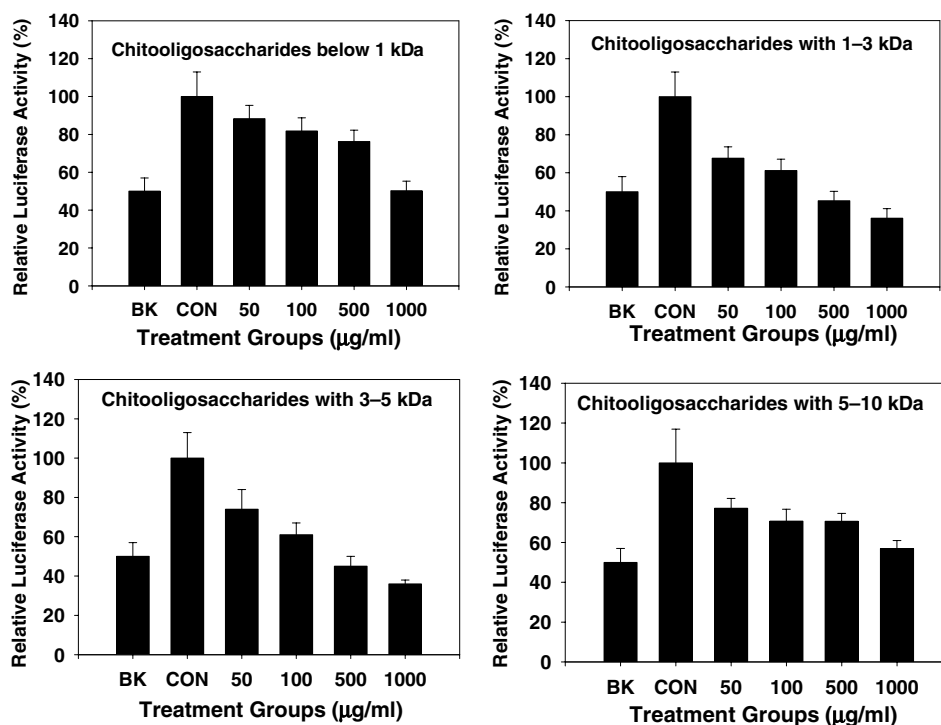 Chitooligosaccharides below 1 kDa
Relative Luciferase Activity (%)
140
120
100
80
60
40
20
0
BK CON 50 100 500 1000
Treatment Groups (μg/ml)
Chitooligosaccharides with 1–3 kDa
Relative Luciferase Activity (%)
140
120
100
80
60
40
20
0
BK CON 50 100 500 1000
Treatment Groups (μg/ml)
Chitooligosaccharides with 3–5 kDa
Relative Luciferase Activity (%)
140
120
100
80
60
40
20
0
BK CON 50 100 500 1000
Treatment Groups (μg/ml)
Chitooligosaccharides with 5–10 kDa
Relative Luciferase Activity (%)
140
120
100
80
60
40
20
0
BK CON 50 100 500 1000
Treatment Groups (μg/ml)